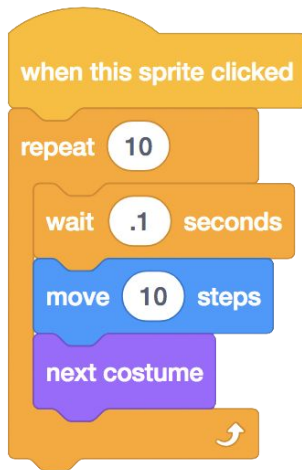 when this sprite clicked
repeat 10
wait .1 seconds
move 10 steps
next costume